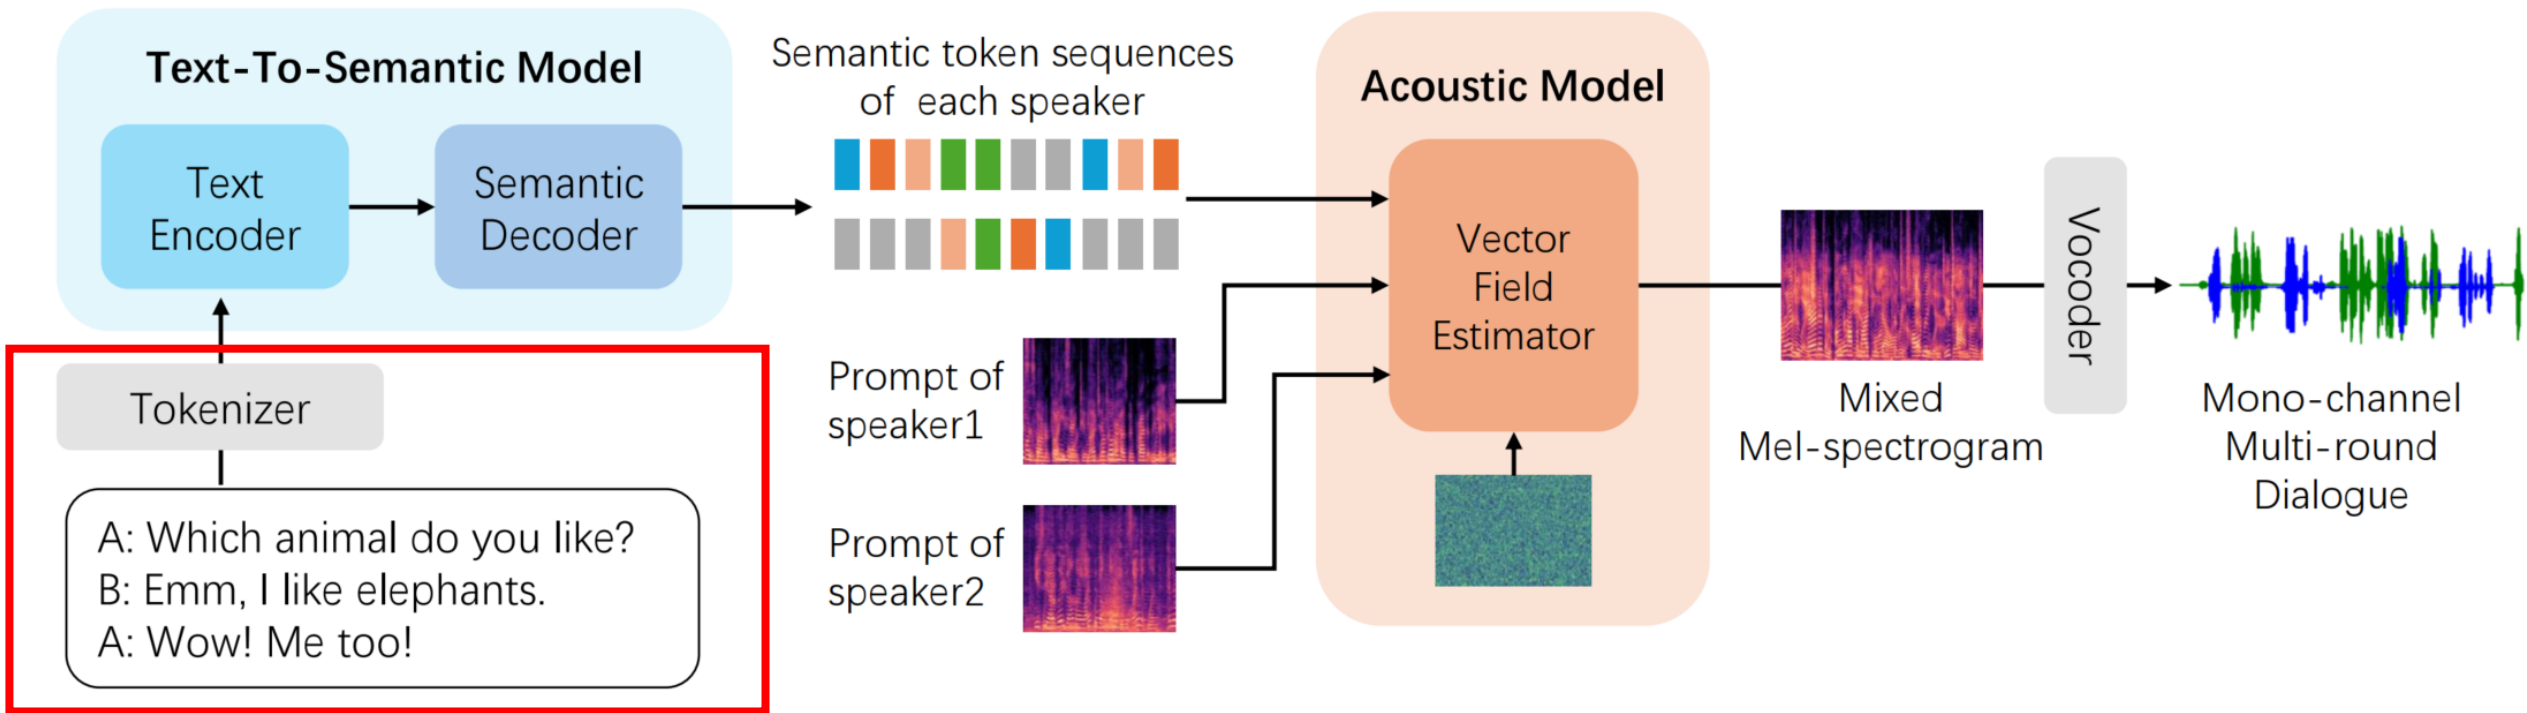 Text-To-Semantic Model
Text
Encoder
Semantic
Decoder
Tokenizer
A: Which animal do you like?
B: Emm, I like elephants.
A: Wow! Me too!
Semantic token sequences
of each speaker
Prompt of
speaker1
Prompt of
speaker2
Acoustic Model
Vector
Field
Estimator
Mixed
Mel-spectrogram
Vocoder
Mono-channel
Multi-round
Dialogue